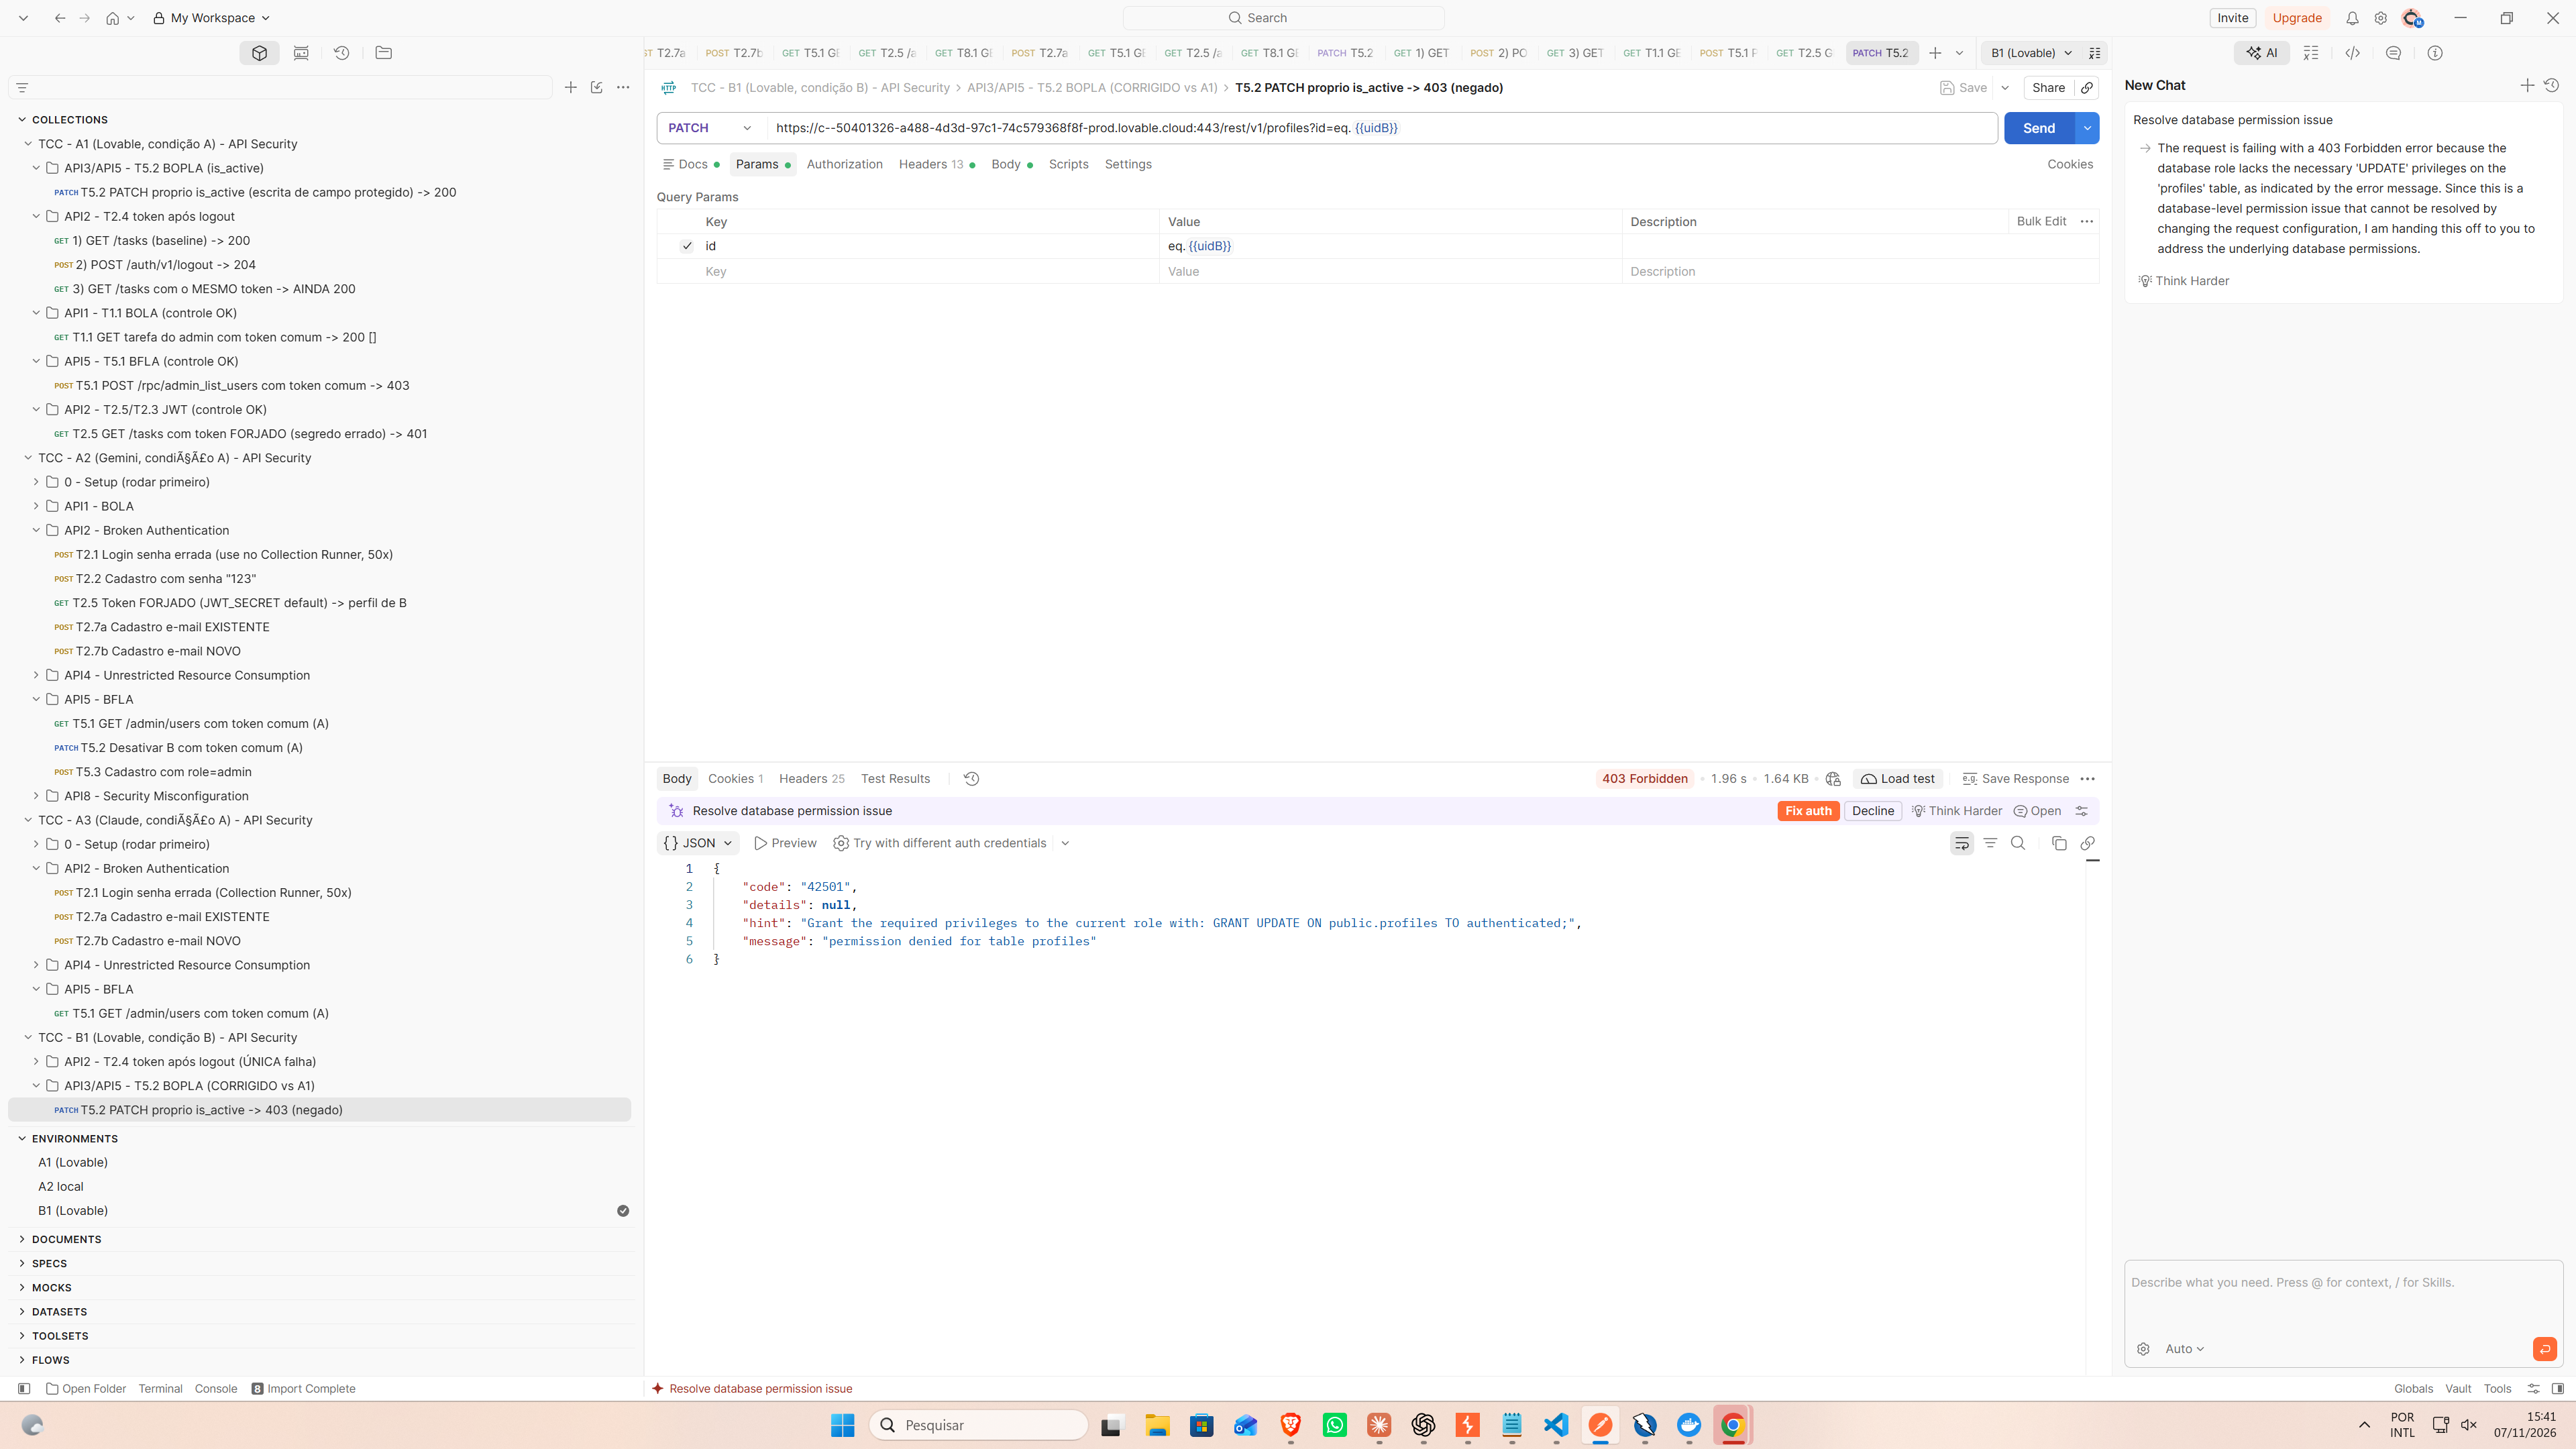 My Workspace
Search
Invite
Upgrade
T2.7a
POST T2.7b
GET T5.1 GE
GET T2.5 /a
GET T8.1 GE
POST T2.7a
GET T5.1 GE
GET T2.5 /a
GET T8.1 GE
PATCH T5.2
GET 1) GET
POST 2) PO
GET 3) GET
GET T1.1 GE
POST T5.1 P
GET T2.5 G
PATCH T5.2
B1 (Lovable)
AI
COLLECTIONS
TCC - A1 (Lovable, condição A) - API Security
API3/API5 - T5.2 BOPLA (is_active)
PATCH T5.2 PATCH proprio is_active (escrita de campo protegido) -> 200
API2 - T2.4 token após logout
GET 1) GET /tasks (baseline) -> 200
POST 2) POST /auth/v1/logout -> 204
GET 3) GET /tasks com o MESMO token -> AINDA 200
API1 - T1.1 BOLA (controle OK)
GET T1.1 GET tarefa do admin com token comum -> 200 []
API5 - T5.1 BFLA (controle OK)
POST T5.1 POST /rpc/admin_list_users com token comum -> 403
API2 - T2.5/T2.3 JWT (controle OK)
GET T2.5 GET /tasks com token FORJADO (segredo errado) -> 401
TCC - A2 (Gemini, condiÃ§Ã£o A) - API Security
0 - Setup (rodar primeiro)
API1 - BOLA
API2 - Broken Authentication
POST T2.1 Login senha errada (use no Collection Runner, 50x)
POST T2.2 Cadastro com senha "123"
GET T2.5 Token FORJADO (JWT_SECRET default) -> perfil de B
POST T2.7a Cadastro e-mail EXISTENTE
POST T2.7b Cadastro e-mail NOVO
API4 - Unrestricted Resource Consumption
API5 - BFLA
GET T5.1 GET /admin/users com token comum (A)
PATCH T5.2 Desativar B com token comum (A)
POST T5.3 Cadastro com role=admin
API8 - Security Misconfiguration
TCC - A3 (Claude, condiÃ§Ã£o A) - API Security
0 - Setup (rodar primeiro)
API2 - Broken Authentication
POST T2.1 Login senha errada (Collection Runner, 50x)
POST T2.7a Cadastro e-mail EXISTENTE
POST T2.7b Cadastro e-mail NOVO
API4 - Unrestricted Resource Consumption
API5 - BFLA
GET T5.1 GET /admin/users com token comum (A)
TCC - B1 (Lovable, condição B) - API Security
API2 - T2.4 token após logout (ÚNICA falha)
API3/API5 - T5.2 BOPLA (CORRIGIDO vs A1)
PATCH T5.2 PATCH proprio is_active -> 403 (negado)
ENVIRONMENTS
A1 (Lovable)
A2 local
B1 (Lovable)
DOCUMENTS
SPECS
MOCKS
DATASETS
TOOLSETS
FLOWS
HTTP TCC - B1 (Lovable, condição B) - API Security > API3/API5 - T5.2 BOPLA (CORRIGIDO vs A1) > T5.2 PATCH proprio is_active -> 403 (negado)
Save
Share
PATCH
https://c--50401326-a488-4d3d-97c1-74c579368f8f-prod.lovable.cloud:443/rest/v1/profiles?id=eq. {{uidB}}
Send
Docs Params Authorization Headers 13 Body Scripts Settings
Cookies
Query Params
Key Value Description Bulk Edit
id eq. {{uidB}}
Key Value Description
Body Cookies 1 Headers 25 Test Results
403 Forbidden 1.96 s 1.64 KB Load test e.g. Save Response
Resolve database permission issue
Fix auth Decline Think Harder Open
{} JSON Preview Try with different auth credentials
1 {
2 "code": "42501",
3 "details": null,
4 "hint": "Grant the required privileges to the current role with: GRANT UPDATE ON public.profiles TO authenticated;",
5 "message": "permission denied for table profiles"
6 }
New Chat
Resolve database permission issue
The request is failing with a 403 Forbidden error because the
database role lacks the necessary 'UPDATE' privileges on the
'profiles' table, as indicated by the error message. Since this is a
database-level permission issue that cannot be resolved by
changing the request configuration, I am handing this off to you to
address the underlying database permissions.
Think Harder
Describe what you need. Press @ for context, / for Skills.
Auto
Open Folder Terminal Console 8 Import Complete
Resolve database permission issue
Globals Vault Tools
Pesquisar
POR
INTL
15:41
07/11/2026